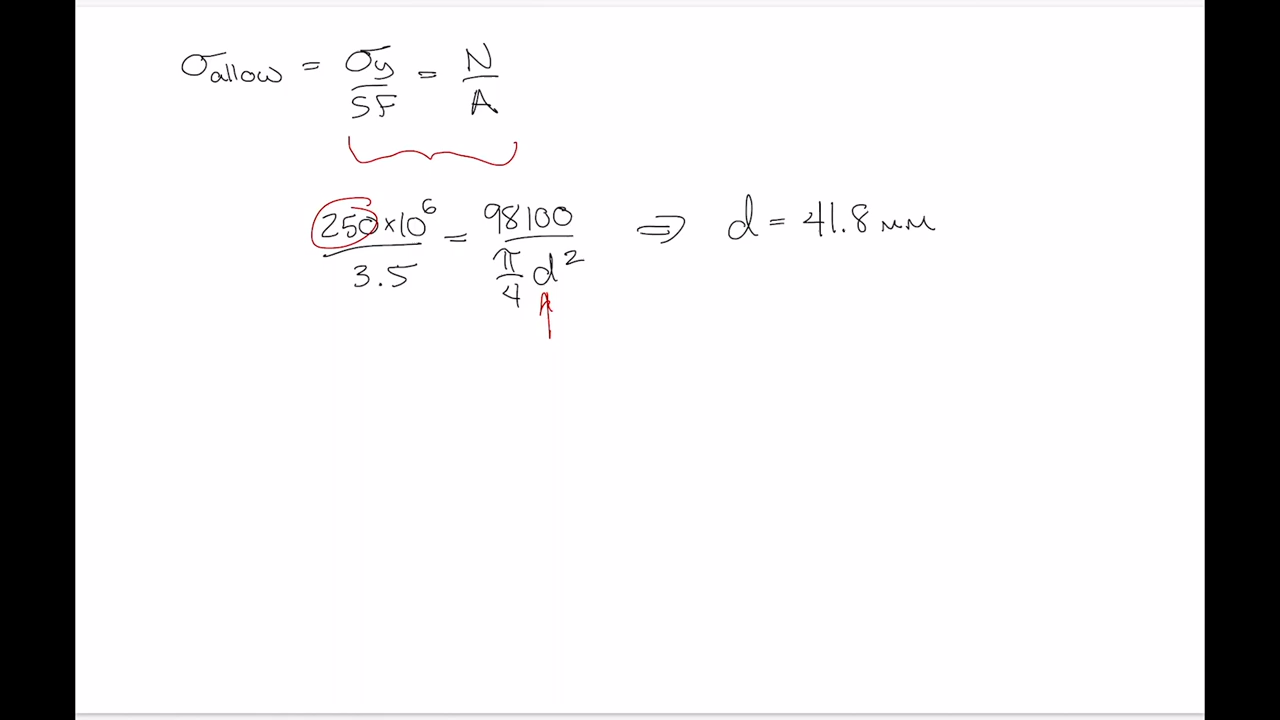 σallow = σy/SF = N/A
250×10⁶/3.5 = 98100/(π/4 d²) ⇒ d = 41.8 mm